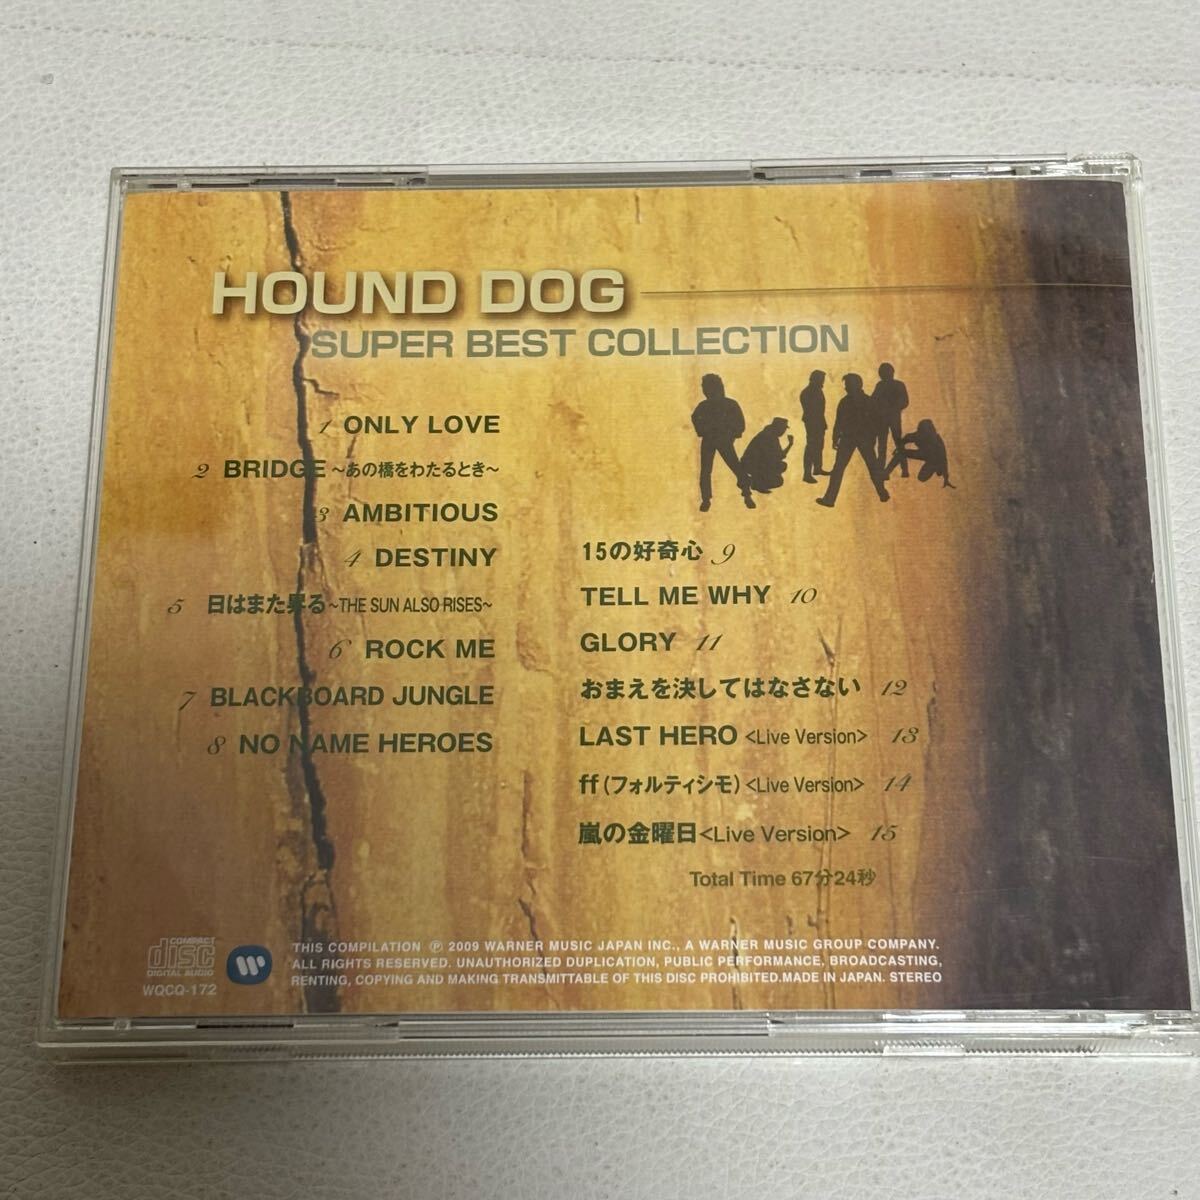 HOUND DOG
SUPER BEST COLLECTION
1 ONLY LOVE
2 BRIDGE ～あの橋をわたるとき～
3 AMBITIOUS
4 DESTINY
5 日はまた昇る～THE SUN ALSO RISES～
6 ROCK ME
7 BLACKBOARD JUNGLE
8 NO NAME HEROES
15の好奇心 9
TELL ME WHY 10
GLORY 11
おまえを決してはなさない 12
LAST HERO <Live Version> 13
ff (フォルティシモ) <Live Version> 14
嵐の金曜日<Live Version> 15
Total Time 67分24秒
COMPACT
disc
DIGITAL AUDIO
WQCQ-172
THIS COMPILATION ℗ 2009 WARNER MUSIC JAPAN INC., A WARNER MUSIC GROUP COMPANY.
ALL RIGHTS RESERVED. UNAUTHORIZED DUPLICATION, PUBLIC PERFORMANCE, BROADCASTING,
RENTING, COPYING AND MAKING TRANSMITTABLE OF THIS DISC PROHIBITED.MADE IN JAPAN. STEREO